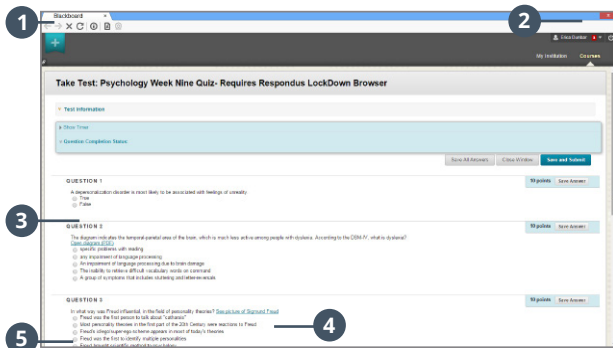 Blackboard
1
2
My Institution Courses
Take Test: Psychology Week Nine Quiz- Requires Respondus LockDown Browser
Test Information
Show Timer
Question Completion Status:
Save All Answers Close Window Save and Submit
QUESTION 1
10 points Save Answer
A depersonalization disorder is most likely to be associated with feelings of unreality.
True
False
3
QUESTION 2
10 points Save Answer
The diagram indicates the temporal-parietal area of the brain, which is much less active among people with dyslexia. According to the DSM-IV, what is dyslexia?
Open diagram (PDF)
specific problems with reading
any impairment of language processing
An impairment of language processing due to brain damage
The inability to retrieve difficult vocabulary words on command
A group of symptoms that includes stuttering and letter reversals
QUESTION 3
10 points Save Answer
In what way was Freud influential, in the field of personality theories? See picture of Sigmund Freud
Freud was the first person to talk about "catharsis"
Most personality theories in the first part of the 20th Century, were reactions to Freud
4
Freud's id/ego/superego scheme appears in most of today's theories
5
Freud was the first to identify multiple personalities